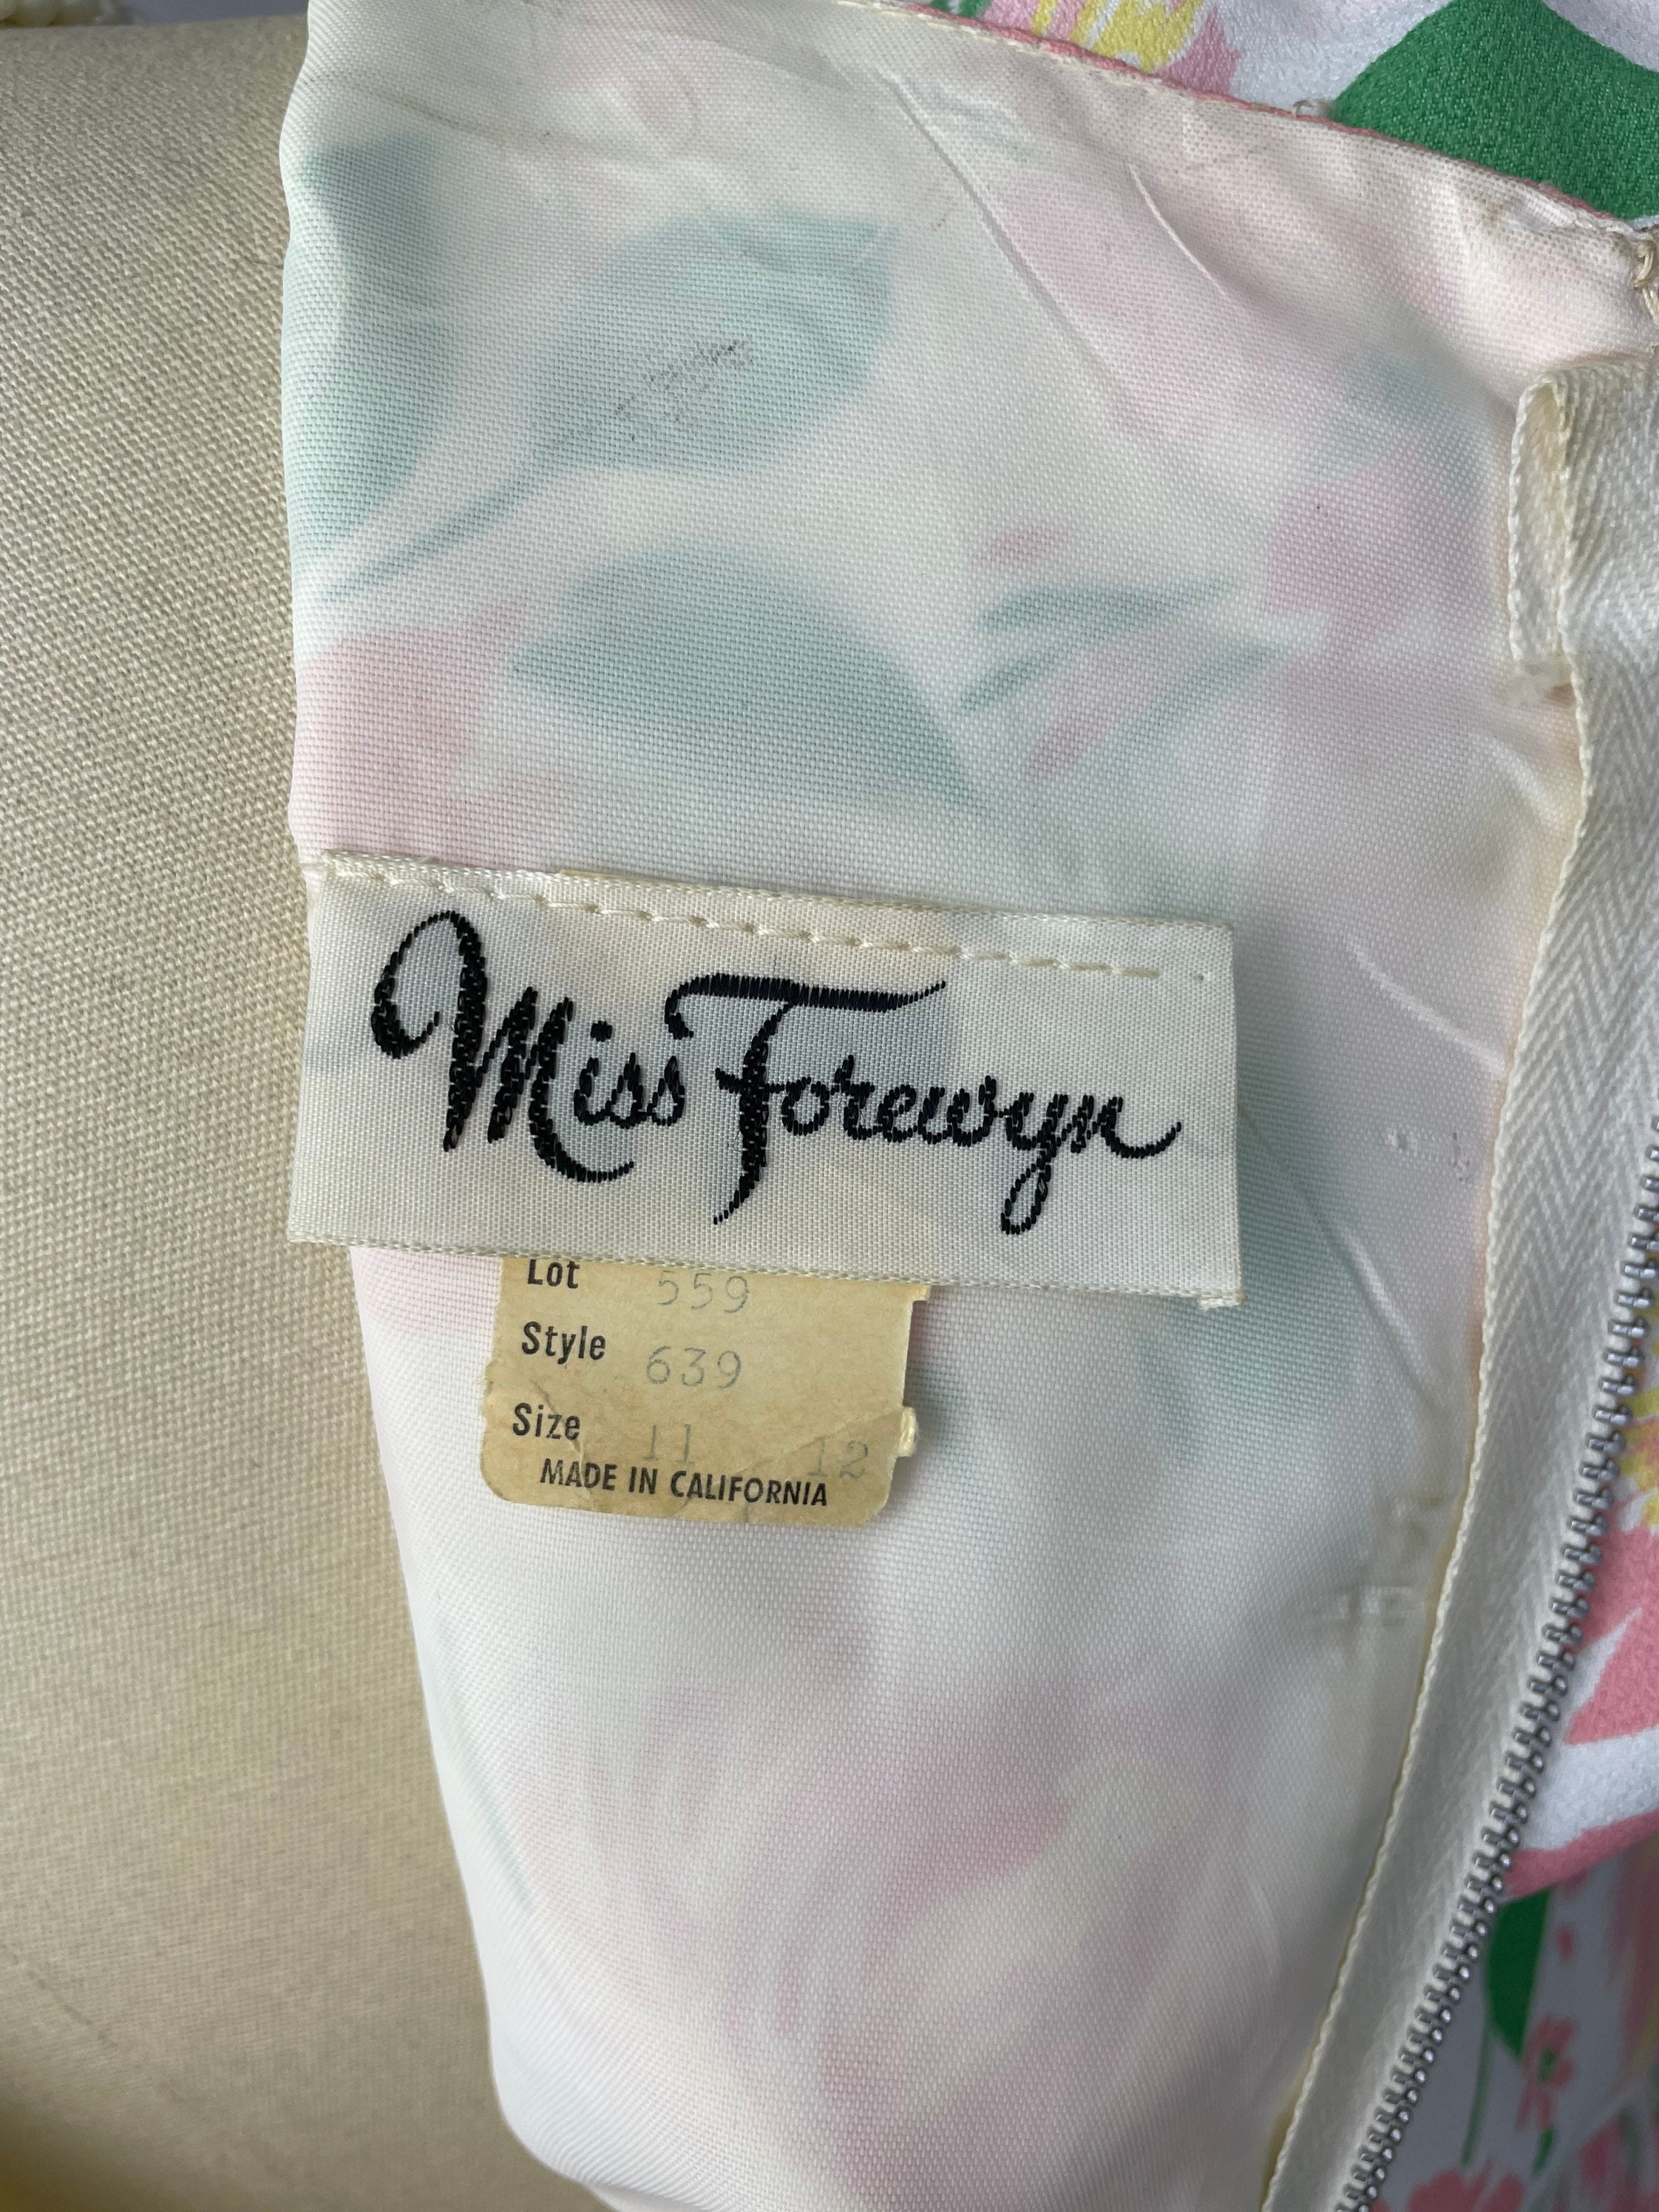 Miss Forewyn
Lot 559
Style 639
Size 11 12
MADE IN CALIFORNIA